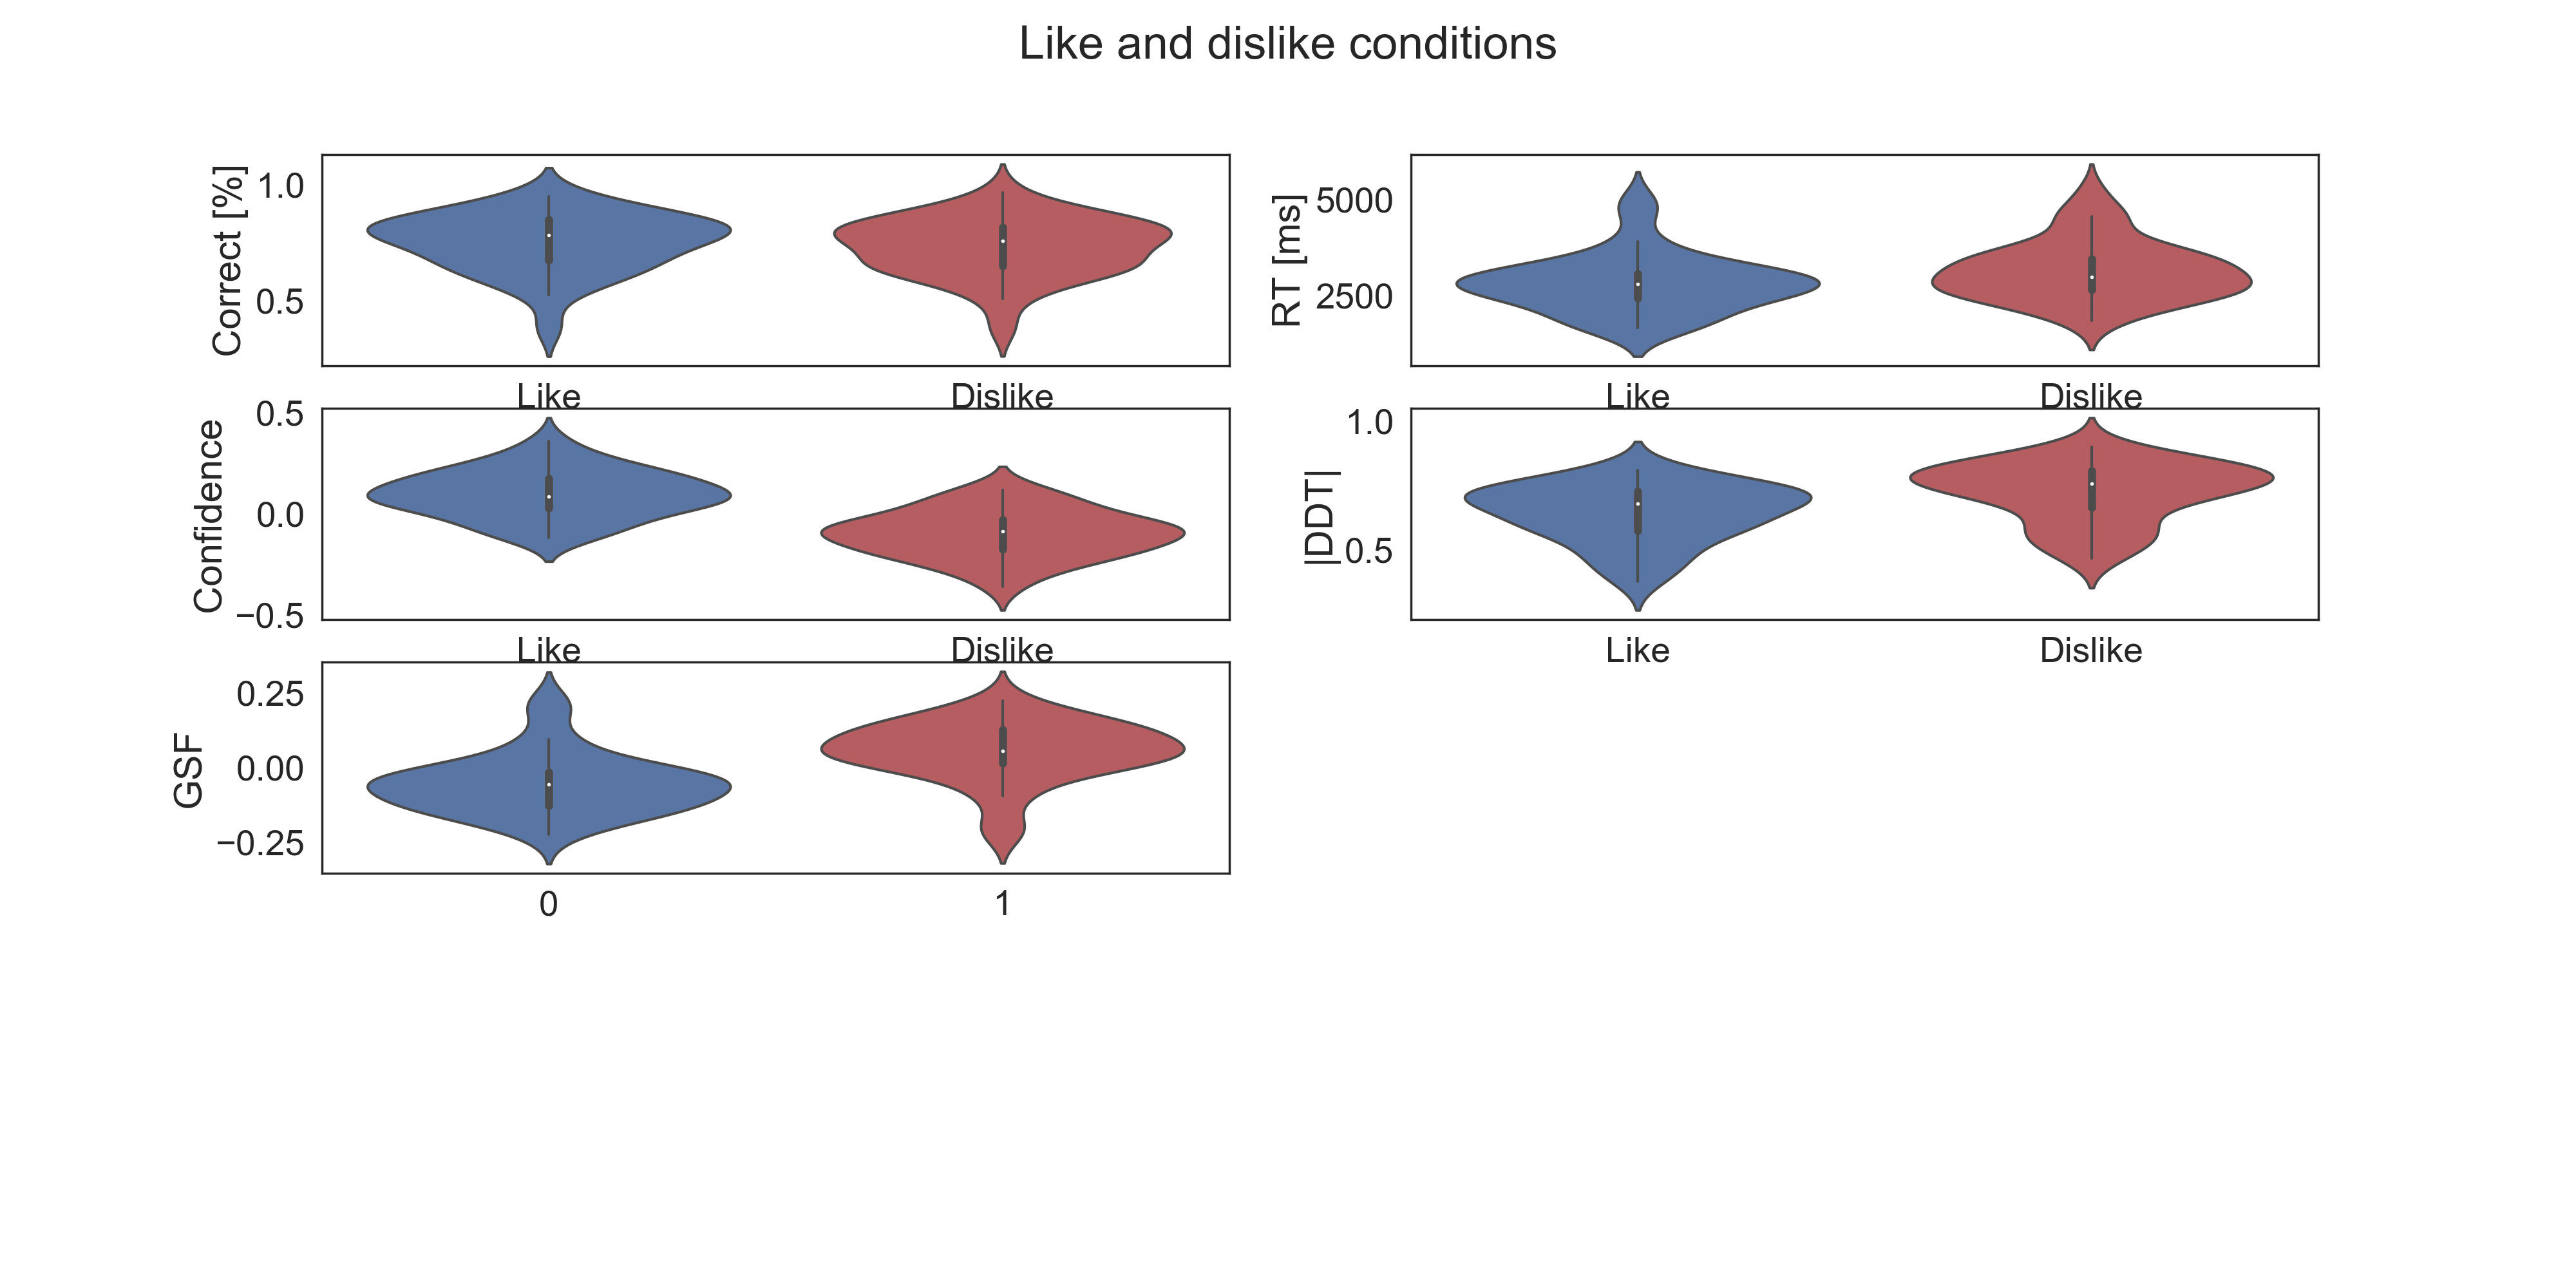 Like and dislike conditions
Correct [%]
1.0
0.5
Like Dislike
RT [ms]
5000
2500
Like Dislike
Confidence
0.5
0.0
−0.5
Like Dislike
|DDT|
1.0
0.5
Like Dislike
GSF
0.25
0.00
−0.25
0 1